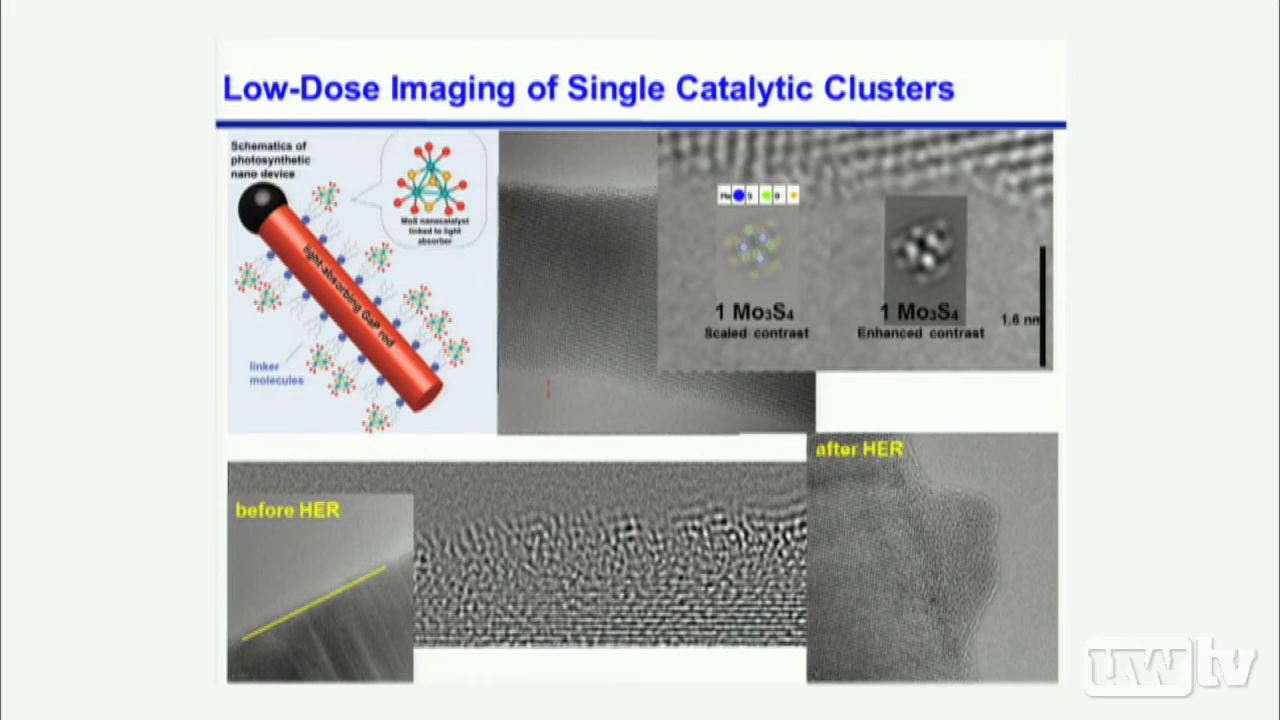 Low-Dose Imaging of Single Catalytic Clusters
Schematics of
photosynthetic
nano device
MoS nanocatalyst
linked to light
absorber
light-absorbing GaP rod
linker
molecules
1 Mo3S4
Scaled contrast
1 Mo3S4
Enhanced contrast
1.6 nm
before HER
after HER
uwtv